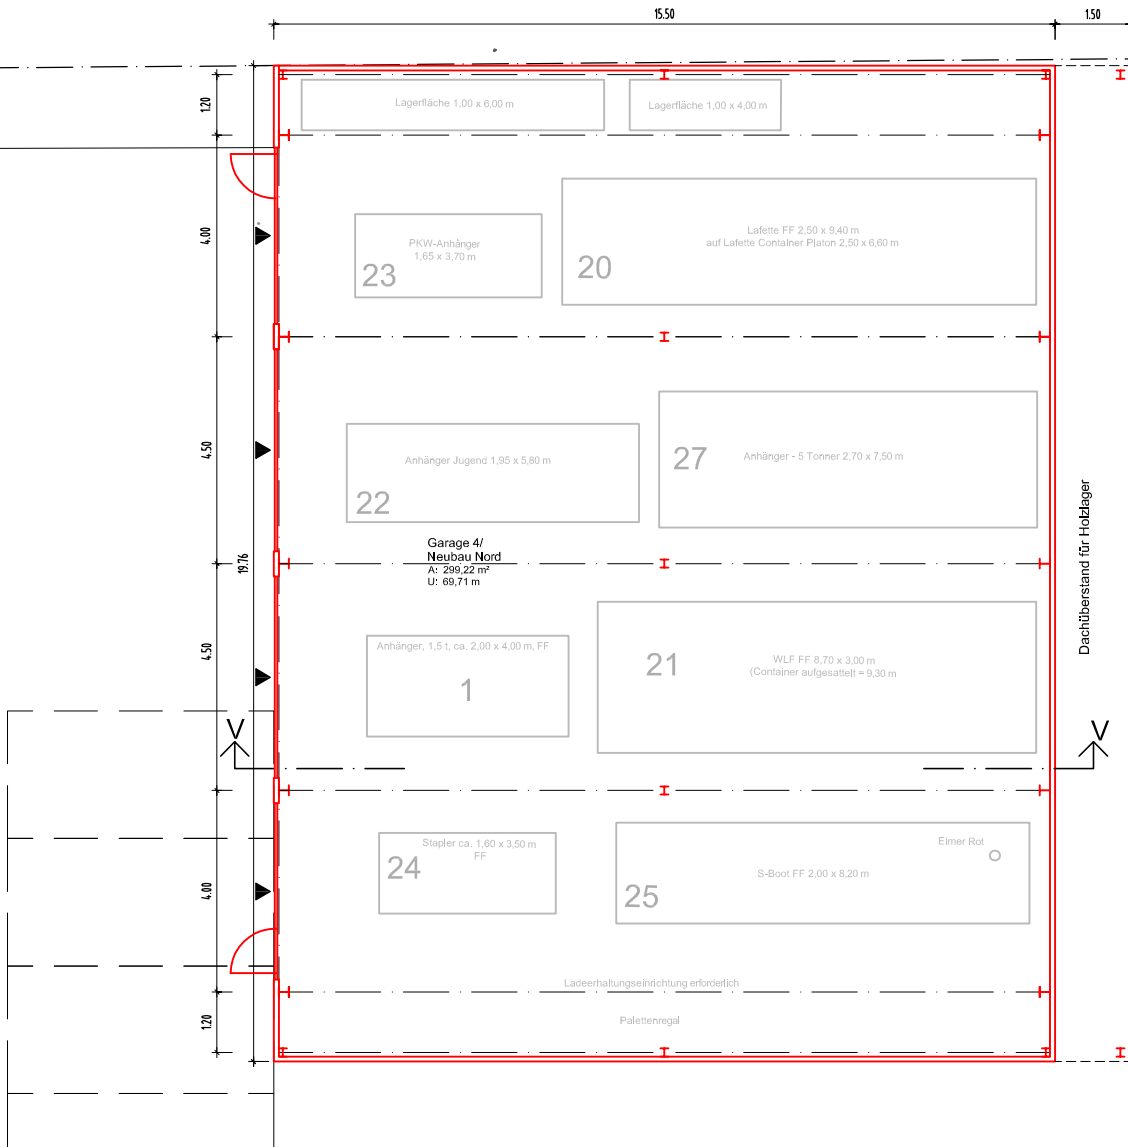 15.50
1.50
1.20
Lagerfläche 1,00 x 6,00 m
Lagerfläche 1,00 x 4,00 m
4.00
PKW-Anhänger
1,65 x 3,70 m
23
Lafette FF 2,50 x 9,40 m
auf Lafette Container Platon 2,50 x 6,60 m
20
4.50
Anhänger Jugend 1,95 x 5,80 m
22
27
Anhänger - 5 Tonner 2,70 x 7,50 m
Garage 4/
Neubau Nord
A: 299,22 m²
U: 69,71 m
19.76
Dachüberstand für Holzlager
4.50
Anhänger, 1,5 t, ca. 2,00 x 4,00 m, FF
1
21
WLF FF 8,70 x 3,00 m
(Container aufgesattelt = 9,30 m
V
V
4.00
Stapler ca. 1,60 x 3,50 m
FF
24
Eimer Rot
S-Boot FF 2,00 x 8,20 m
25
Ladeerhaltungseinrichtung erforderlich
1.20
Palettenregal